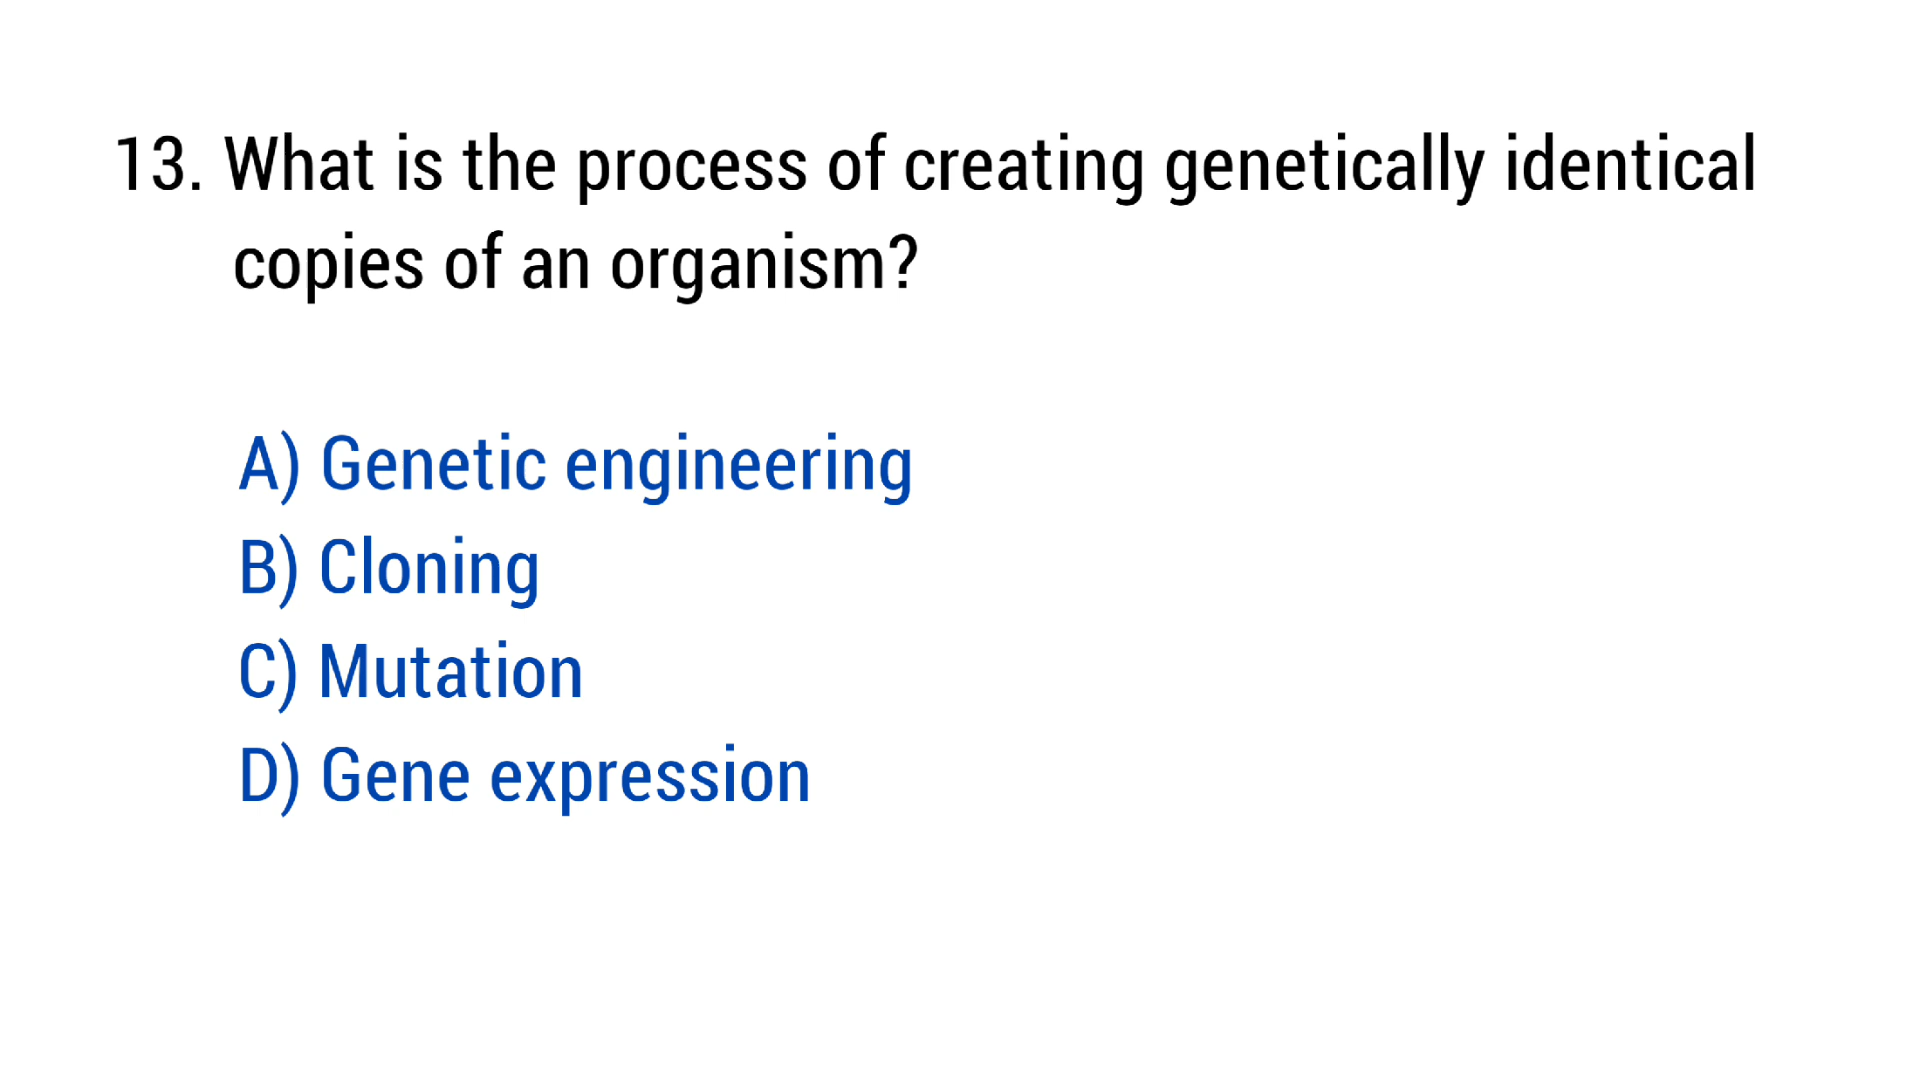 13. What is the process of creating genetically identical
copies of an organism?
A) Genetic engineering
B) Cloning
C) Mutation
D) Gene expression